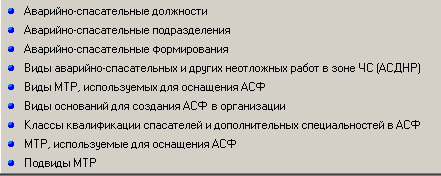 Аварийно-спасательные должности
Аварийно-спасательные подразделения
Аварийно-спасательные формирования
Виды аварийно-спасательных и других неотложных работ в зоне ЧС (АСДНР)
Виды МТР, используемых для оснащения АСФ
Виды оснований для создания АСФ в организации
Классы квалификации спасателей и дополнительных специальностей в АСФ
МТР, используемые для оснащения АСФ
Подвиды МТР